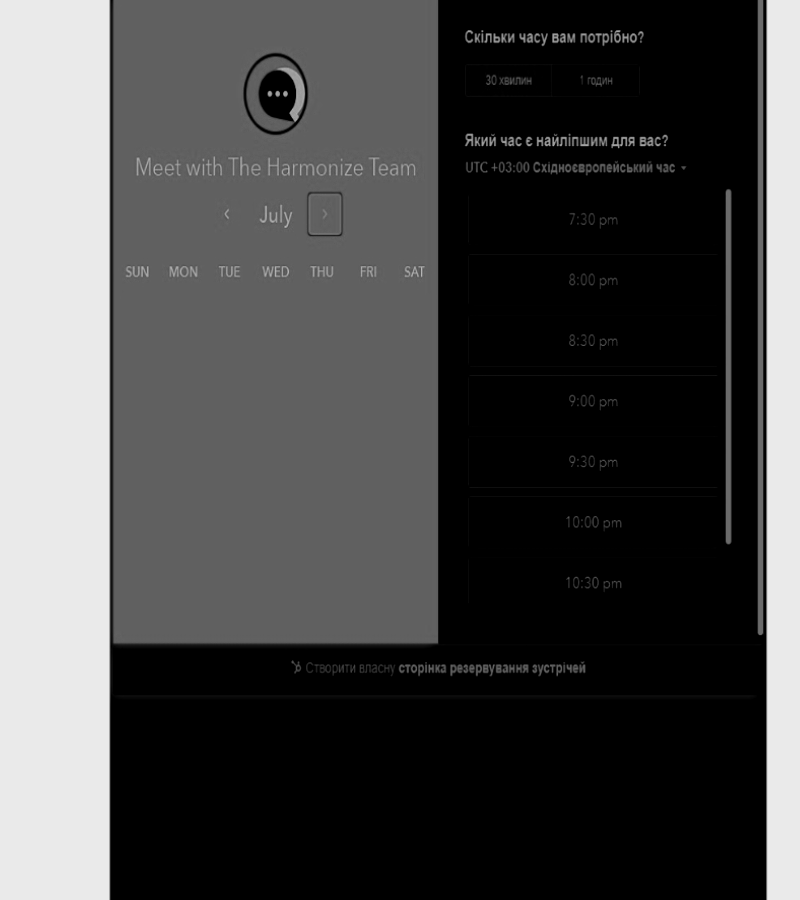 Meet with The Harmonize Team
July
SUN MON TUE WED THU FRI SAT
Скільки часу вам потрібно?
30 хвилин 1 годин
Який час є найліпшим для вас?
UTC +03:00 Східноєвропейський час
7:30 pm
8:00 pm
8:30 pm
9:00 pm
9:30 pm
10:00 pm
10:30 pm
Створити власну сторінка резервування зустрічей